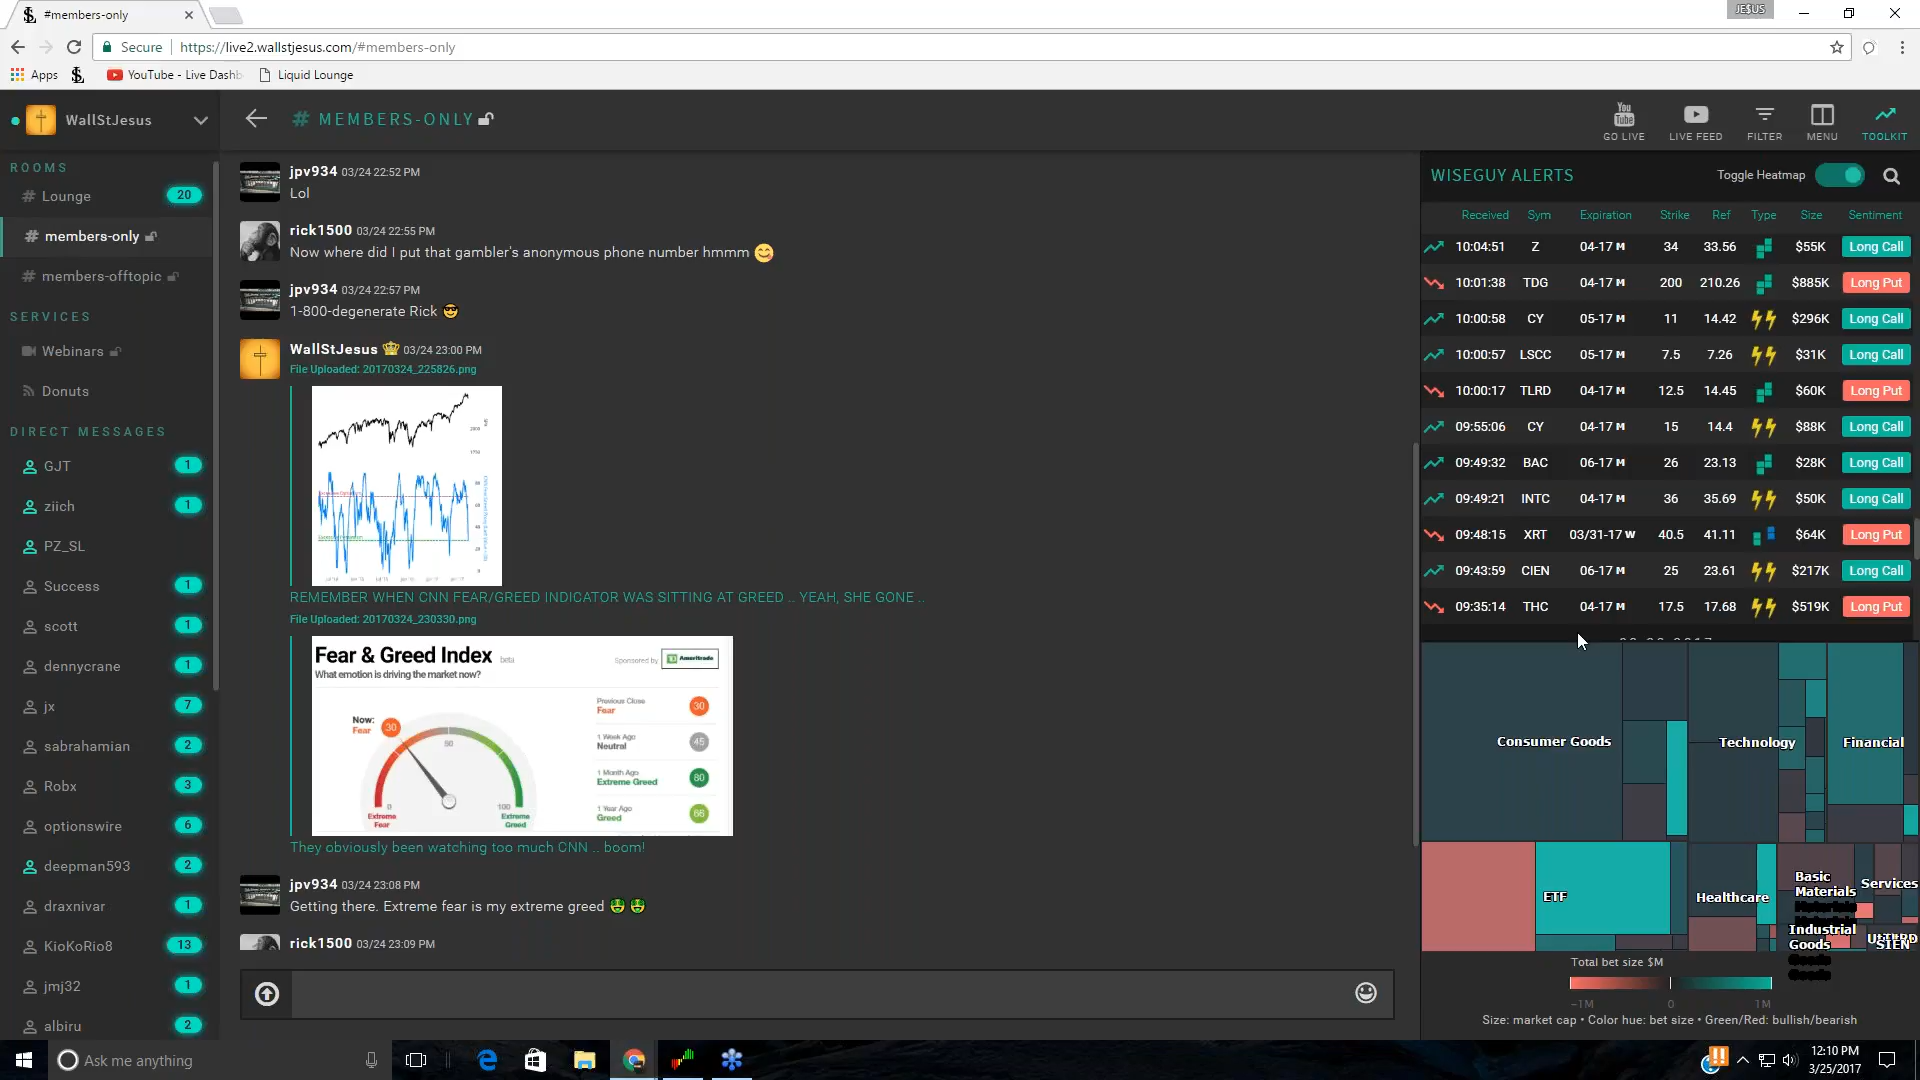 #members-only
JE$US
Secure https://live2.wallstjesus.com/#members-only
Apps
YouTube - Live Dashb
Liquid Lounge
WallStJesus
# MEMBERS-ONLY
GO LIVE
LIVE FEED
FILTER
MENU
TOOLKIT
ROOMS
# Lounge 20
# members-only
# members-offtopic
SERVICES
Webinars
Donuts
DIRECT MESSAGES
GJT 1
ziich 1
PZ_SL
Success 1
scott 1
dennycrane 1
jx 7
sabrahamian 2
Robx 3
optionswire 6
deepman593 2
draxnivar 1
KioKoRio8 13
jmj32 1
albiru 2
jpv934 03/24 22:52 PM
Lol
rick1500 03/24 22:55 PM
Now where did I put that gambler's anonymous phone number hmmm
jpv934 03/24 22:57 PM
1-800-degenerate Rick
WallStJesus 03/24 23:00 PM
File Uploaded: 20170324_225826.png
REMEMBER WHEN CNN FEAR/GREED INDICATOR WAS SITTING AT GREED .. YEAH, SHE GONE ..
File Uploaded: 20170324_230330.png
Fear & Greed Index beta
What emotion is driving the market now?
Sponsored by Ameritrade
Now:
Fear 30
50
0
100
Extreme
Fear
Extreme
Greed
Previous Close
Fear 30
1 Week Ago
Neutral 45
1 Month Ago
Extreme Greed 80
1 Year Ago
Greed 66
They obviously been watching too much CNN .. boom!
jpv934 03/24 23:08 PM
Getting there. Extreme fear is my extreme greed
rick1500 03/24 23:09 PM
WISEGUY ALERTS
Toggle Heatmap
Received Sym Expiration Strike Ref Type Size Sentiment
10:04:51 Z 04-17 M 34 33.56 $55K Long Call
10:01:38 TDG 04-17 M 200 210.26 $885K Long Put
10:00:58 CY 05-17 M 11 14.42 $296K Long Call
10:00:57 LSCC 05-17 M 7.5 7.26 $31K Long Call
10:00:17 TLRD 04-17 M 12.5 14.45 $60K Long Put
09:55:06 CY 04-17 M 15 14.4 $88K Long Call
09:49:32 BAC 06-17 M 26 23.13 $28K Long Call
09:49:21 INTC 04-17 M 36 35.69 $50K Long Call
09:48:15 XRT 03/31-17 W 40.5 41.11 $64K Long Put
09:43:59 CIEN 06-17 M 25 23.61 $217K Long Call
09:35:14 THC 04-17 M 17.5 17.68 $519K Long Put
Consumer Goods
Technology
Financial
ETF
Healthcare
Basic
Materials
Services
Industrial
Goods
Total bet size $M
−1M 0 1M
Size: market cap • Color hue: bet size • Green/Red: bullish/bearish
Ask me anything
12:10 PM
3/25/2017